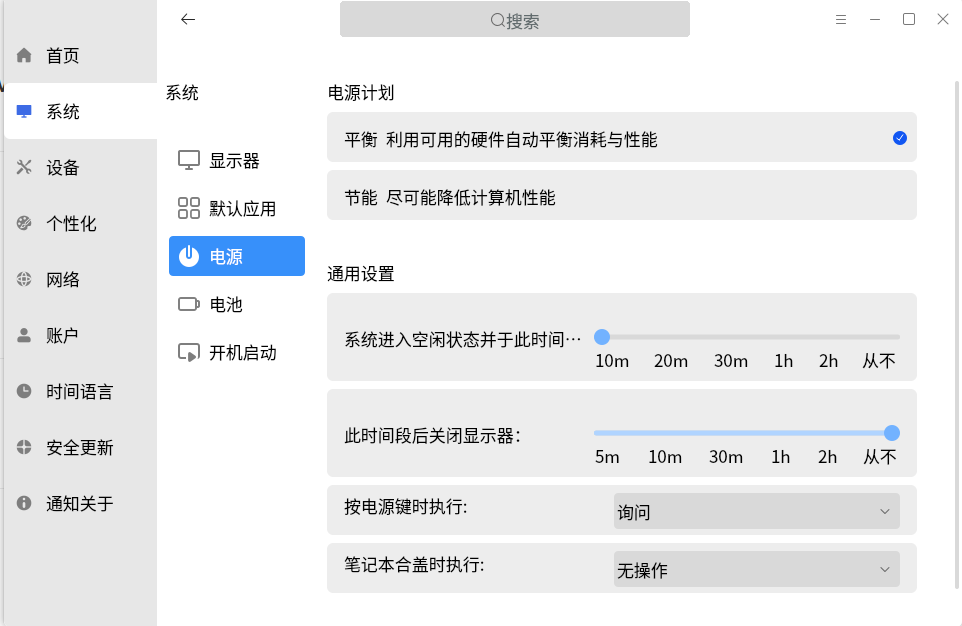 搜索
首页
系统
设备
个性化
网络
账户
时间语言
安全更新
通知关于
系统
显示器
默认应用
电源
电池
开机启动
电源计划
平衡 利用可用的硬件自动平衡消耗与性能
节能 尽可能降低计算机性能
通用设置
系统进入空闲状态并于此时间…
10m 20m 30m 1h 2h 从不
此时间段后关闭显示器：
5m 10m 30m 1h 2h 从不
按电源键时执行:
询问
笔记本合盖时执行:
无操作